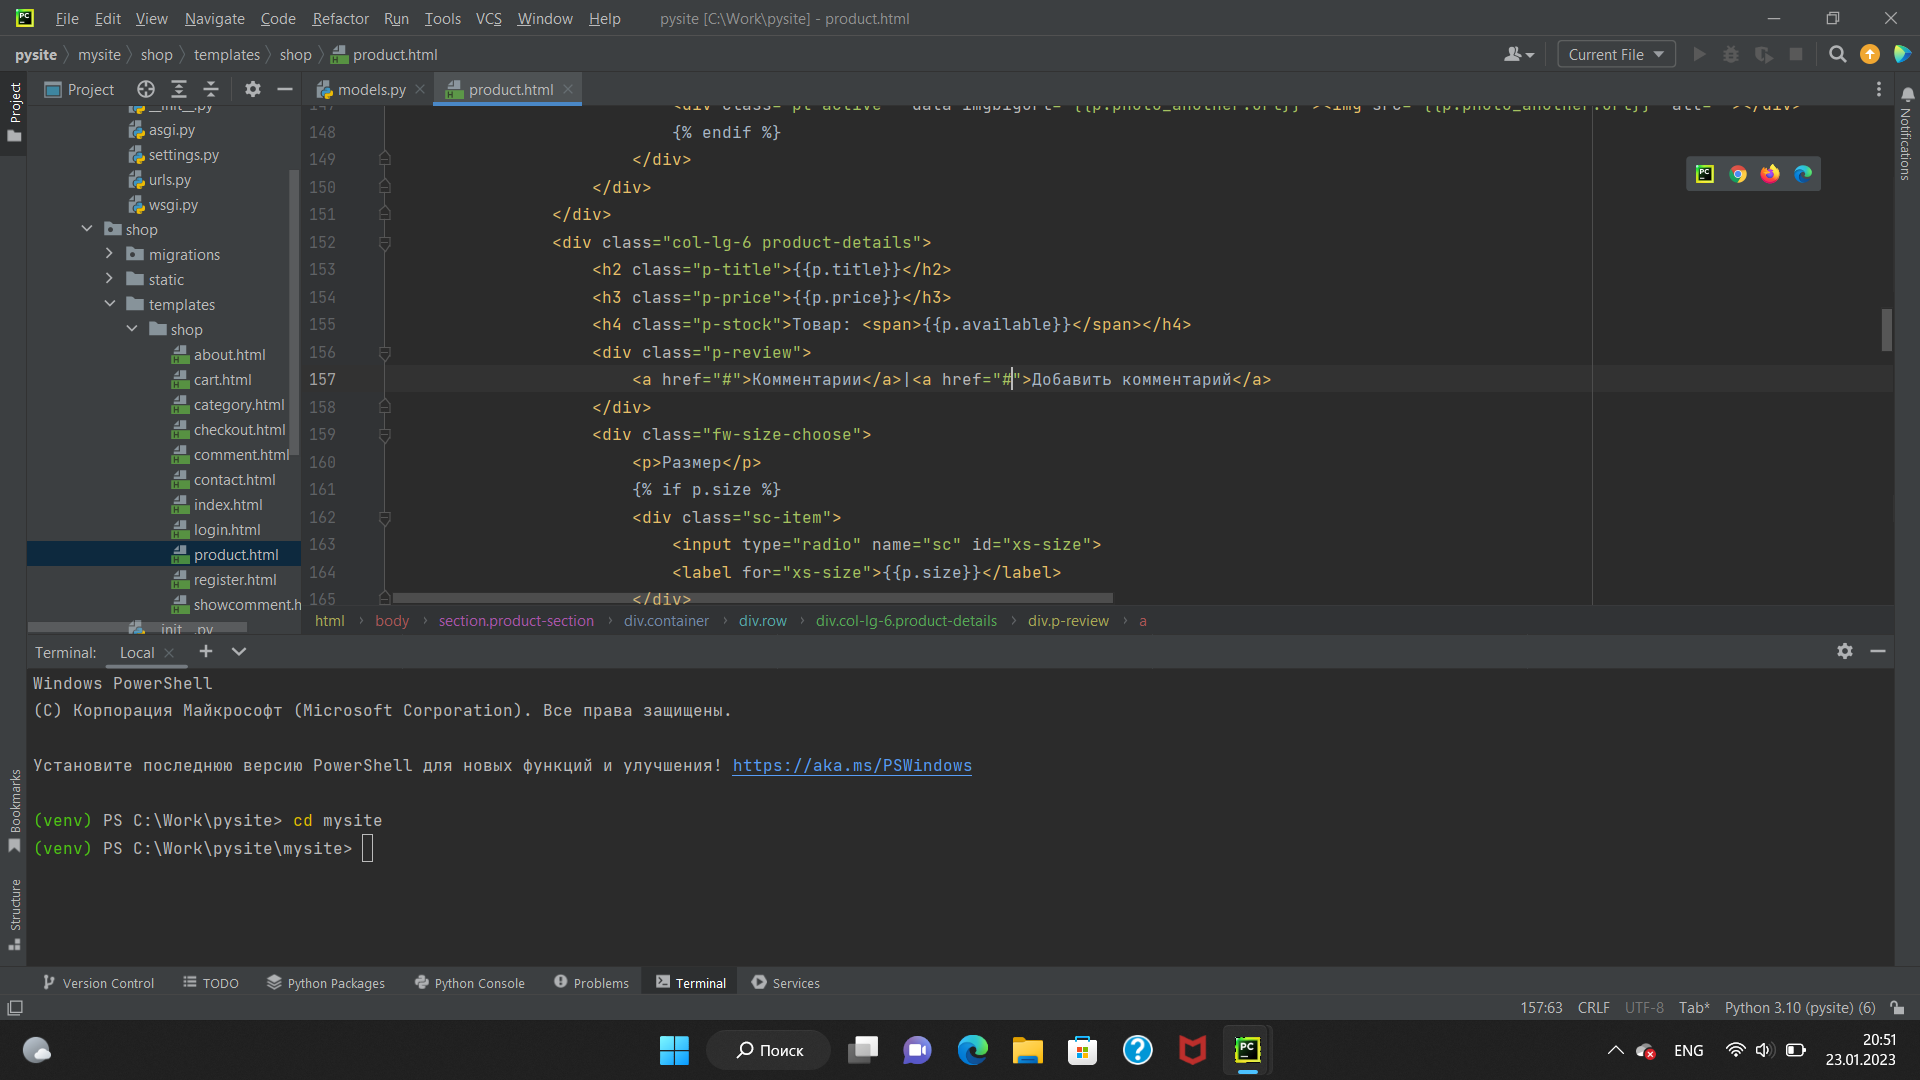 PC File Edit View Navigate Code Refactor Run Tools VCS Window Help pysite [C:\Work\pysite] - product.html
pysite mysite shop templates shop product.html Current File
Project models.py product.html
Project
Notifications
__init__.py
asgi.py
settings.py
urls.py
wsgi.py
shop
migrations
static
templates
shop
about.html
cart.html
category.html
checkout.html
comment.html
contact.html
index.html
login.html
product.html
register.html
showcomment.h
init .py
148 {% endif %}
149 </div>
150 </div>
151 </div>
152 <div class="col-lg-6 product-details">
153 <h2 class="p-title">{{p.title}}</h2>
154 <h3 class="p-price">{{p.price}}</h3>
155 <h4 class="p-stock">Товар: <span>{{p.available}}</span></h4>
156 <div class="p-review">
157 <a href="#">Комментарии</a>|<a href="#">Добавить комментарий</a>
158 </div>
159 <div class="fw-size-choose">
160 <p>Размер</p>
161 {% if p.size %}
162 <div class="sc-item">
163 <input type="radio" name="sc" id="xs-size">
164 <label for="xs-size">{{p.size}}</label>
165 </div>
html body section.product-section div.container div.row div.col-lg-6.product-details div.p-review a
Terminal: Local
Windows PowerShell
(C) Корпорация Майкрософт (Microsoft Corporation). Все права защищены.
Установите последнюю версию PowerShell для новых функций и улучшения! https://aka.ms/PSWindows
(venv) PS C:\Work\pysite> cd mysite
(venv) PS C:\Work\pysite\mysite>
Bookmarks
Structure
Version Control TODO Python Packages Python Console Problems Terminal Services
157:63 CRLF UTF-8 Tab* Python 3.10 (pysite) (6)
Поиск
ENG
20:51
23.01.2023